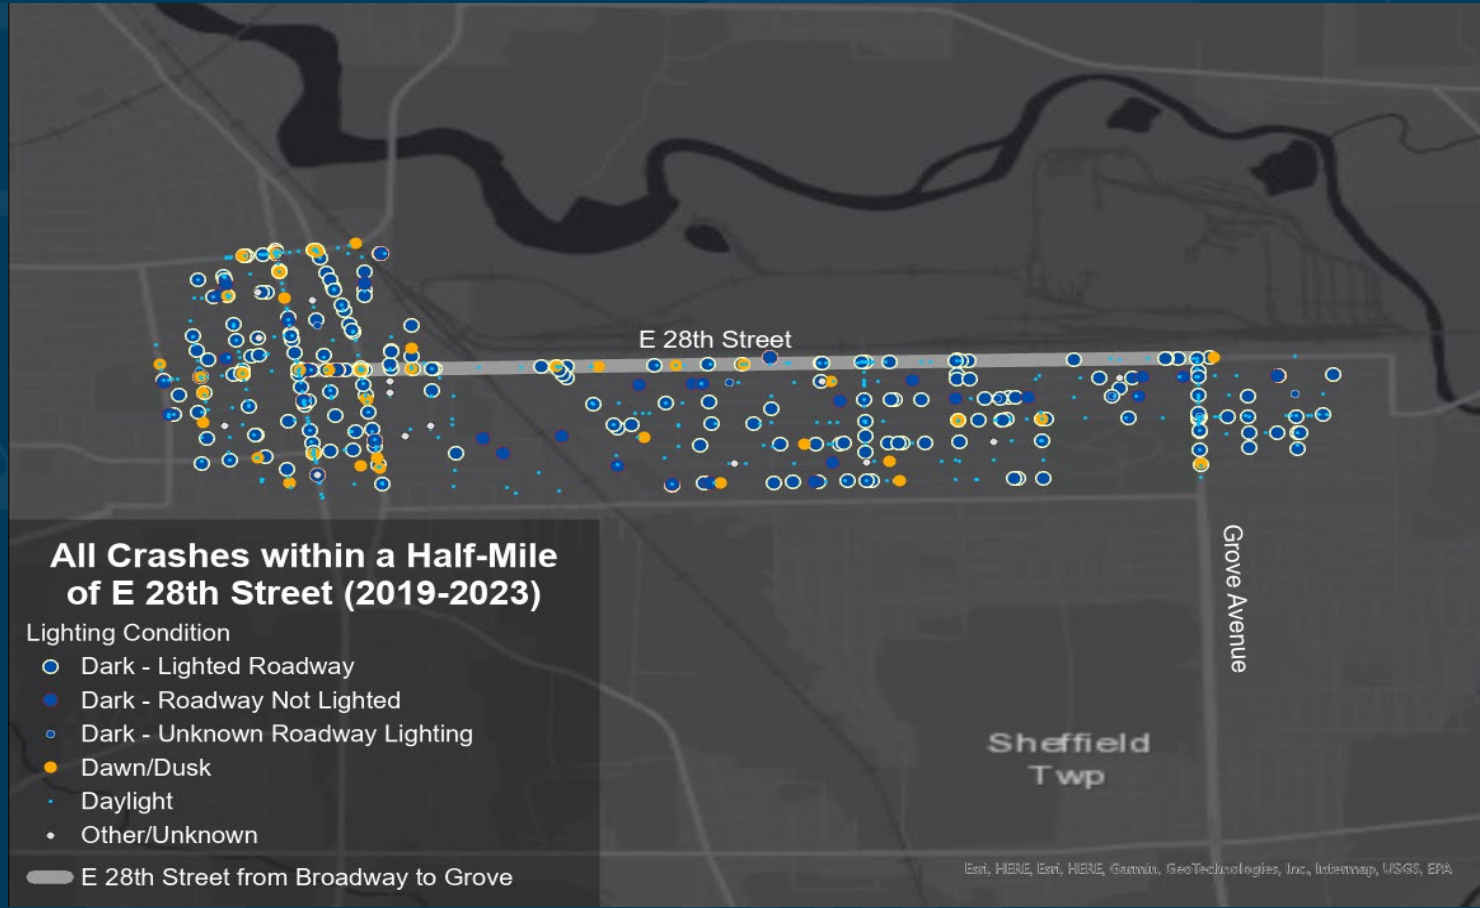 E 28th Street
All Crashes within a Half-Mile
of E 28th Street (2019-2023)
Lighting Condition
Dark - Lighted Roadway
Dark - Roadway Not Lighted
Dark - Unknown Roadway Lighting
Dawn/Dusk
Daylight
Other/Unknown
E 28th Street from Broadway to Grove
Grove Avenue
Sheffield
Twp
Esri, HERE, Esri, HERE, Garmin, GeoTechnologies, Inc., Intermap, USGS, EPA